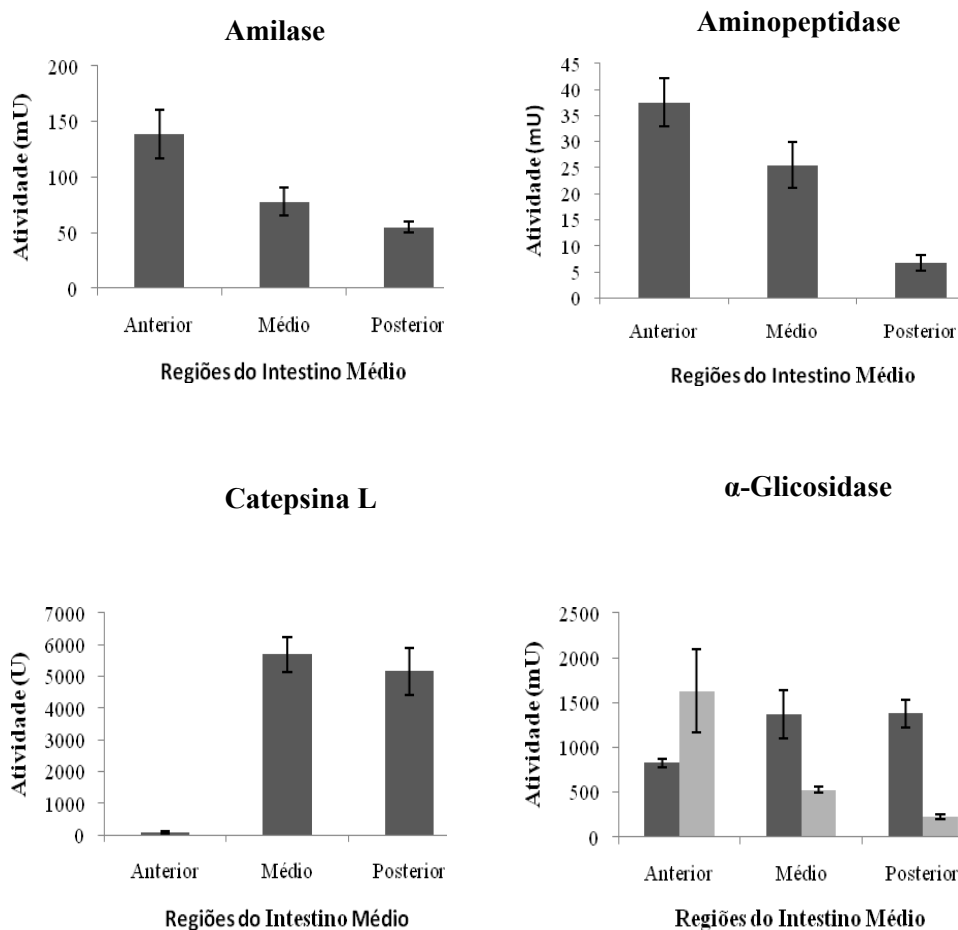 Amilase
Atividade (mU)
200
150
100
50
0
Anterior Médio Posterior
Regiões do Intestino Médio
Aminopeptidase
Atividade (mU)
45
40
35
30
25
20
15
10
5
0
Anterior Médio Posterior
Regiões do Intestino Médio
Catepsina L
Atividade (U)
7000
6000
5000
4000
3000
2000
1000
0
Anterior Médio Posterior
Regiões do Intestino Médio
α-Glicosidase
Atividade (mU)
2500
2000
1500
1000
500
0
Anterior Médio Posterior
Regiões do Intestino Médio